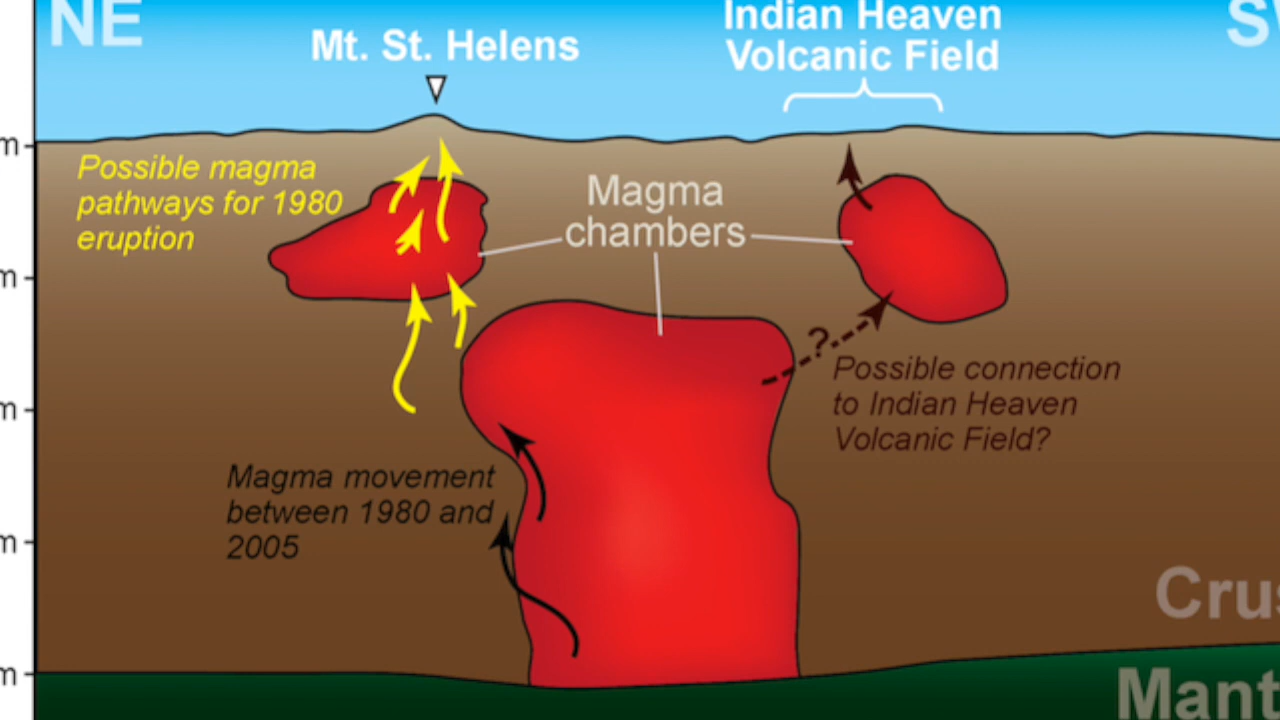 NE
Indian Heaven
Volcanic Field
Mt. St. Helens
Possible magma
pathways for 1980
eruption
Magma
chambers
?
Possible connection
to Indian Heaven
Volcanic Field?
Magma movement
between 1980 and
2005